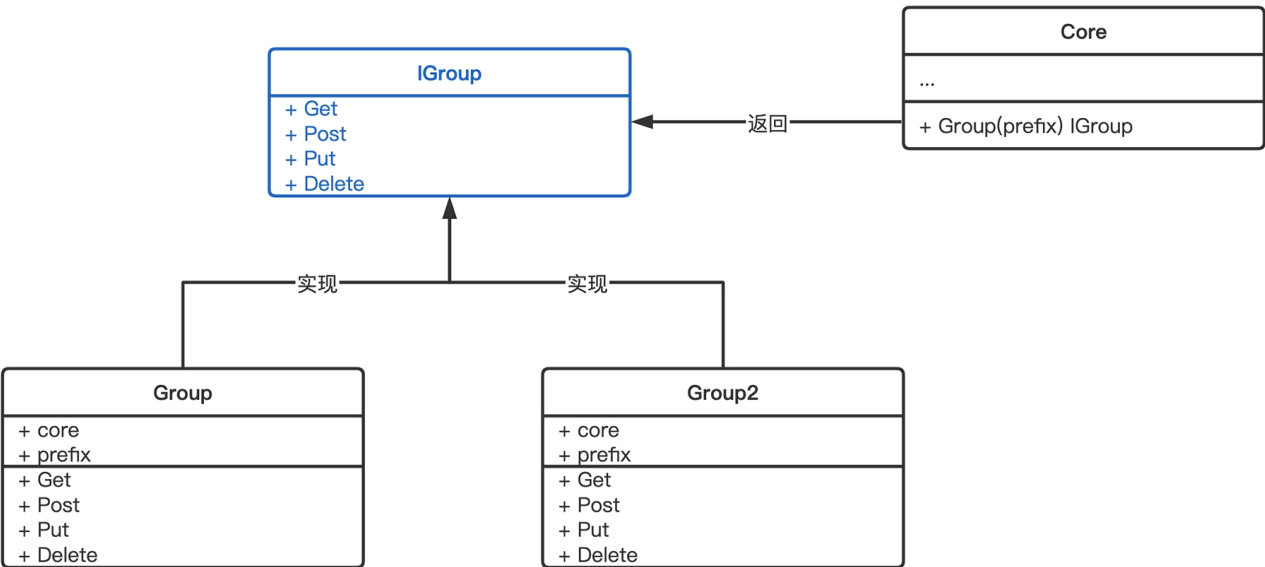 Core
...
+ Group(prefix) IGroup
IGroup
+ Get
+ Post
+ Put
+ Delete
返回
实现
实现
Group
+ core
+ prefix
+ Get
+ Post
+ Put
+ Delete
Group2
+ core
+ prefix
+ Get
+ Post
+ Put
+ Delete